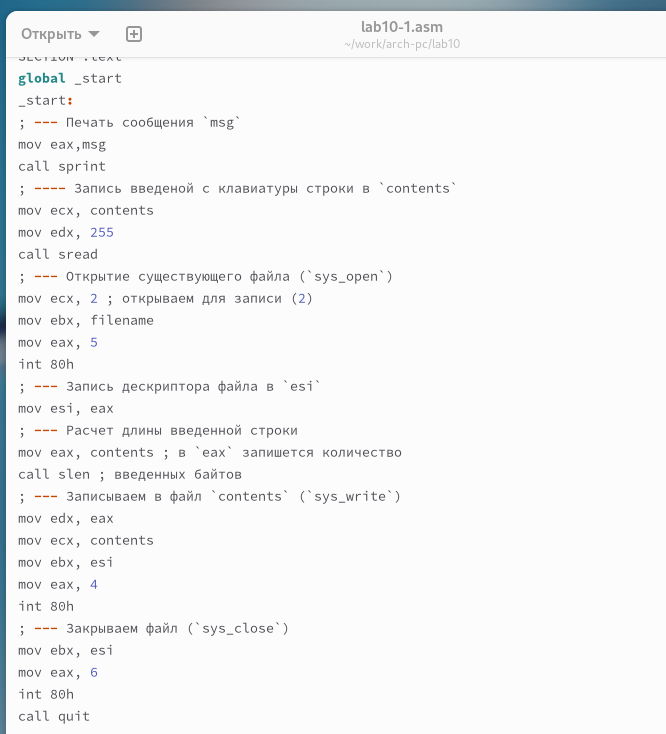 Открыть
lab10-1.asm
~/work/arch-pc/lab10
SECTION .text
global _start
_start:
; --- Печать сообщения `msg`
mov eax,msg
call sprint
; ---- Запись введеной с клавиатуры строки в `contents`
mov ecx, contents
mov edx, 255
call sread
; --- Открытие существующего файла (`sys_open`)
mov ecx, 2 ; открываем для записи (2)
mov ebx, filename
mov eax, 5
int 80h
; --- Запись дескриптора файла в `esi`
mov esi, eax
; --- Расчет длины введенной строки
mov eax, contents ; в `eax` запишется количество
call slen ; введенных байтов
; --- Записываем в файл `contents` (`sys_write`)
mov edx, eax
mov ecx, contents
mov ebx, esi
mov eax, 4
int 80h
; --- Закрываем файл (`sys_close`)
mov ebx, esi
mov eax, 6
int 80h
call quit